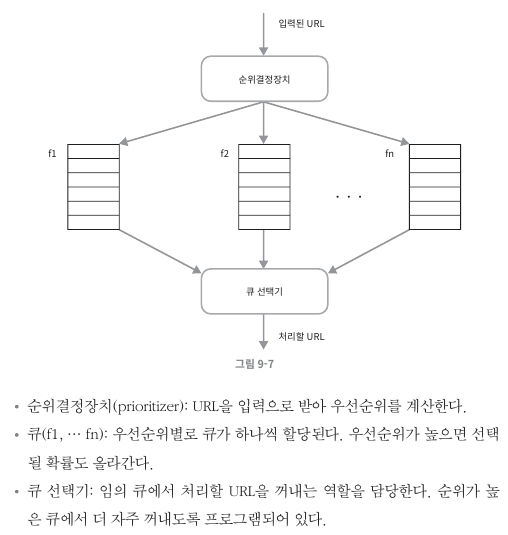 입력된 URL
순위결정장치
f1
f2
fn
. . .
큐 선택기
처리할 URL
그림 9-7
• 순위결정장치(prioritizer): URL을 입력으로 받아 우선순위를 계산한다.
• 큐(f1, … fn): 우선순위별로 큐가 하나씩 할당된다. 우선순위가 높으면 선택
될 확률도 올라간다.
• 큐 선택기: 임의 큐에서 처리할 URL을 꺼내는 역할을 담당한다. 순위가 높
은 큐에서 더 자주 꺼내도록 프로그램되어 있다.